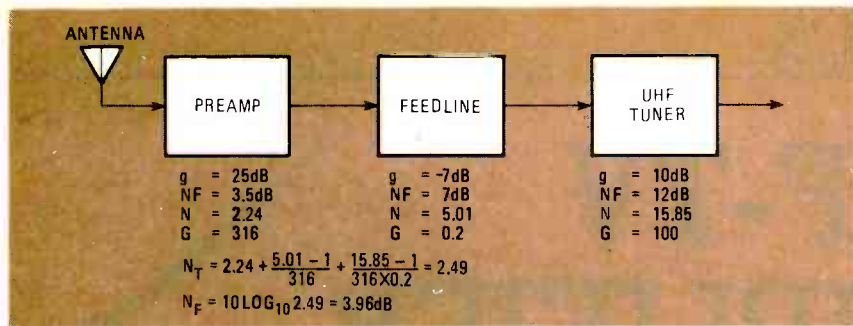 ANTENNA
PREAMP
FEEDLINE
UHF
TUNER
g = 25dB
NF = 3.5dB
N = 2.24
G = 316
g = -7dB
NF = 7dB
N = 5.01
G = 0.2
g = 10dB
NF = 12dB
N = 15.85
G = 100
N_T = 2.24 + (5.01 - 1)/316 + (15.85 - 1)/(316X0.2) = 2.49
N_F = 10LOG_10 2.49 = 3.96dB